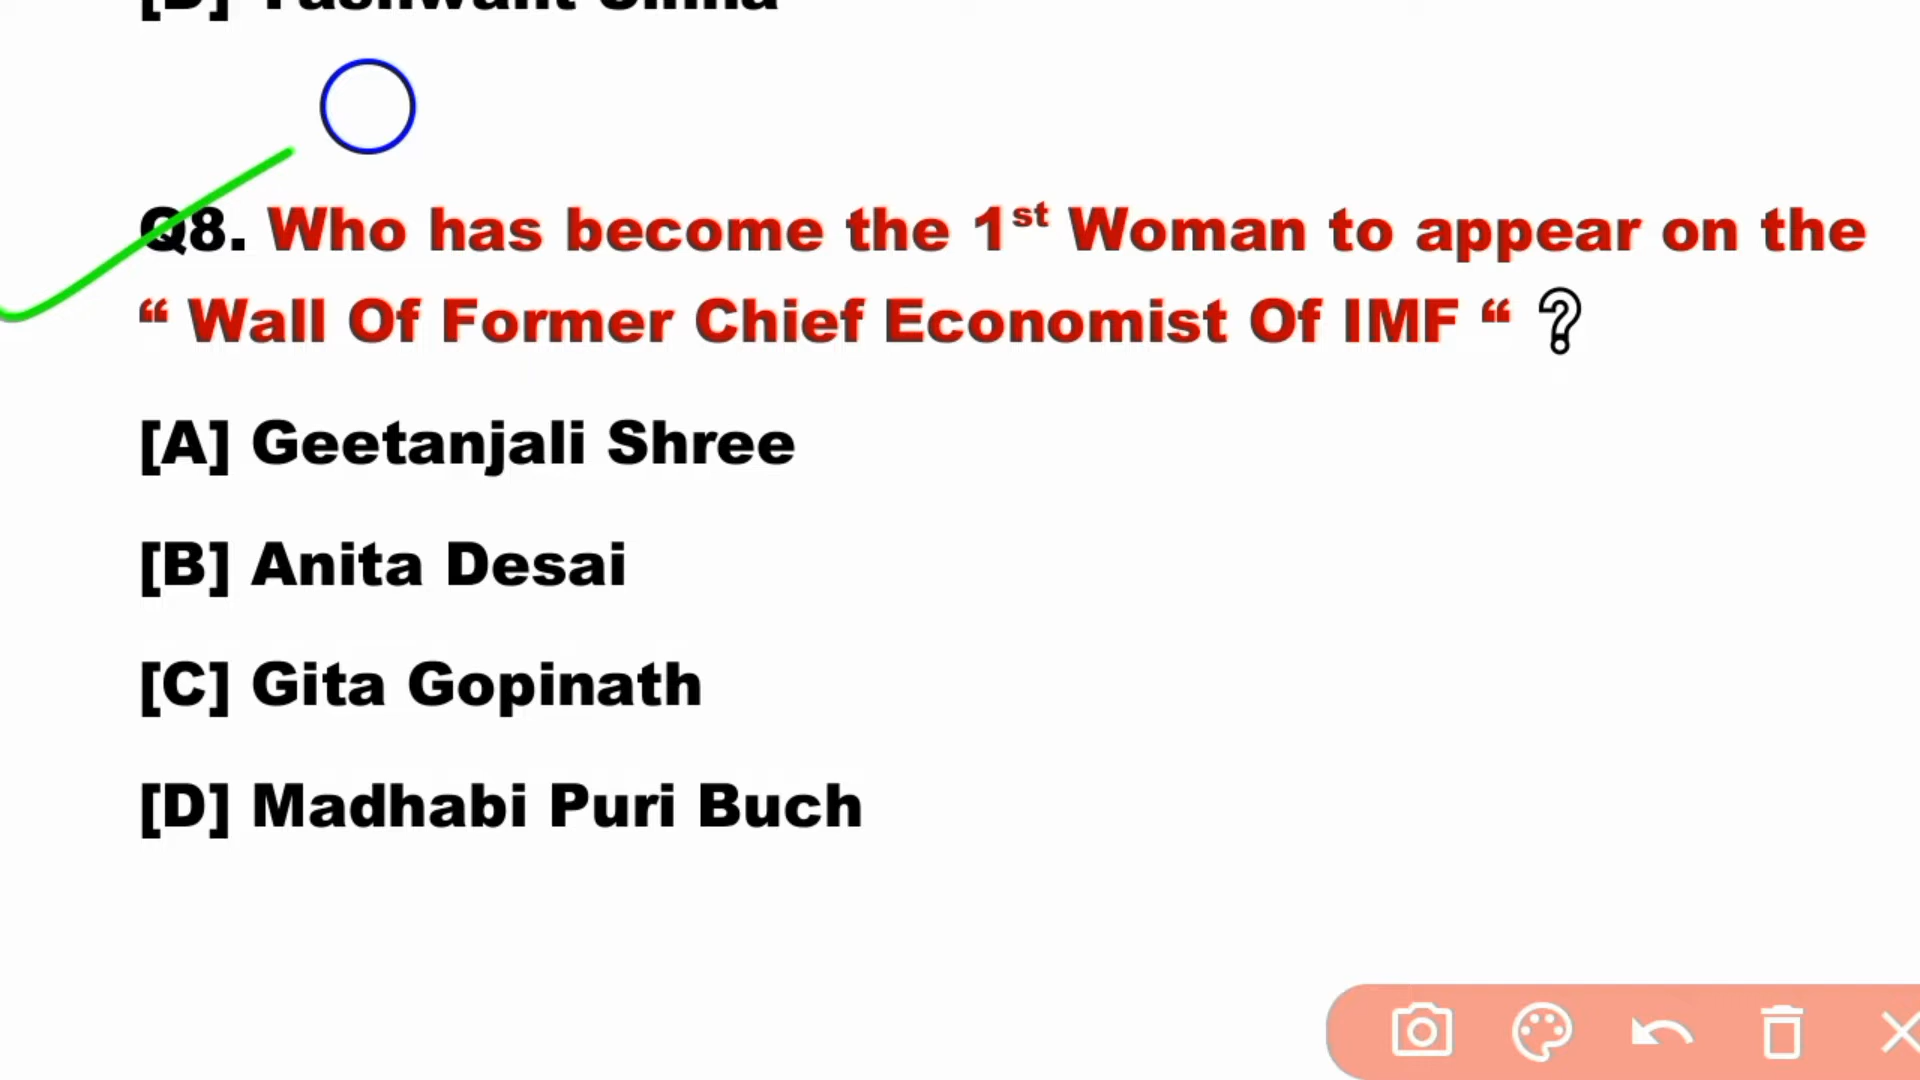 Q8. Who has become the 1st Woman to appear on the
“ Wall Of Former Chief Economist Of IMF “ ?
[A] Geetanjali Shree
[B] Anita Desai
[C] Gita Gopinath
[D] Madhabi Puri Buch